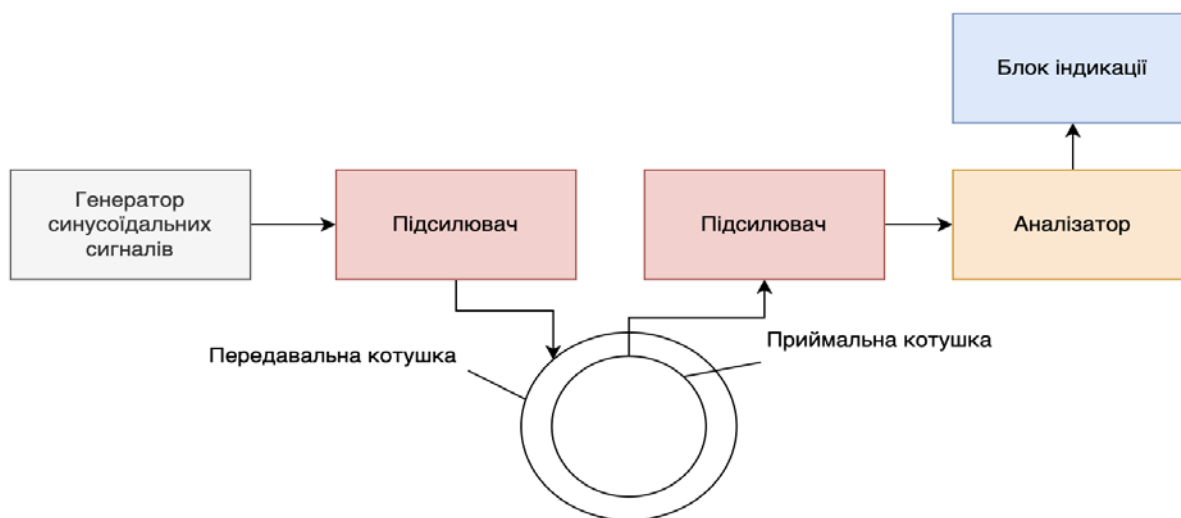 Блок індикації
Генератор
синусоїдальних
сигналів
Підсилювач
Підсилювач
Аналізатор
Передавальна котушка
Приймальна котушка